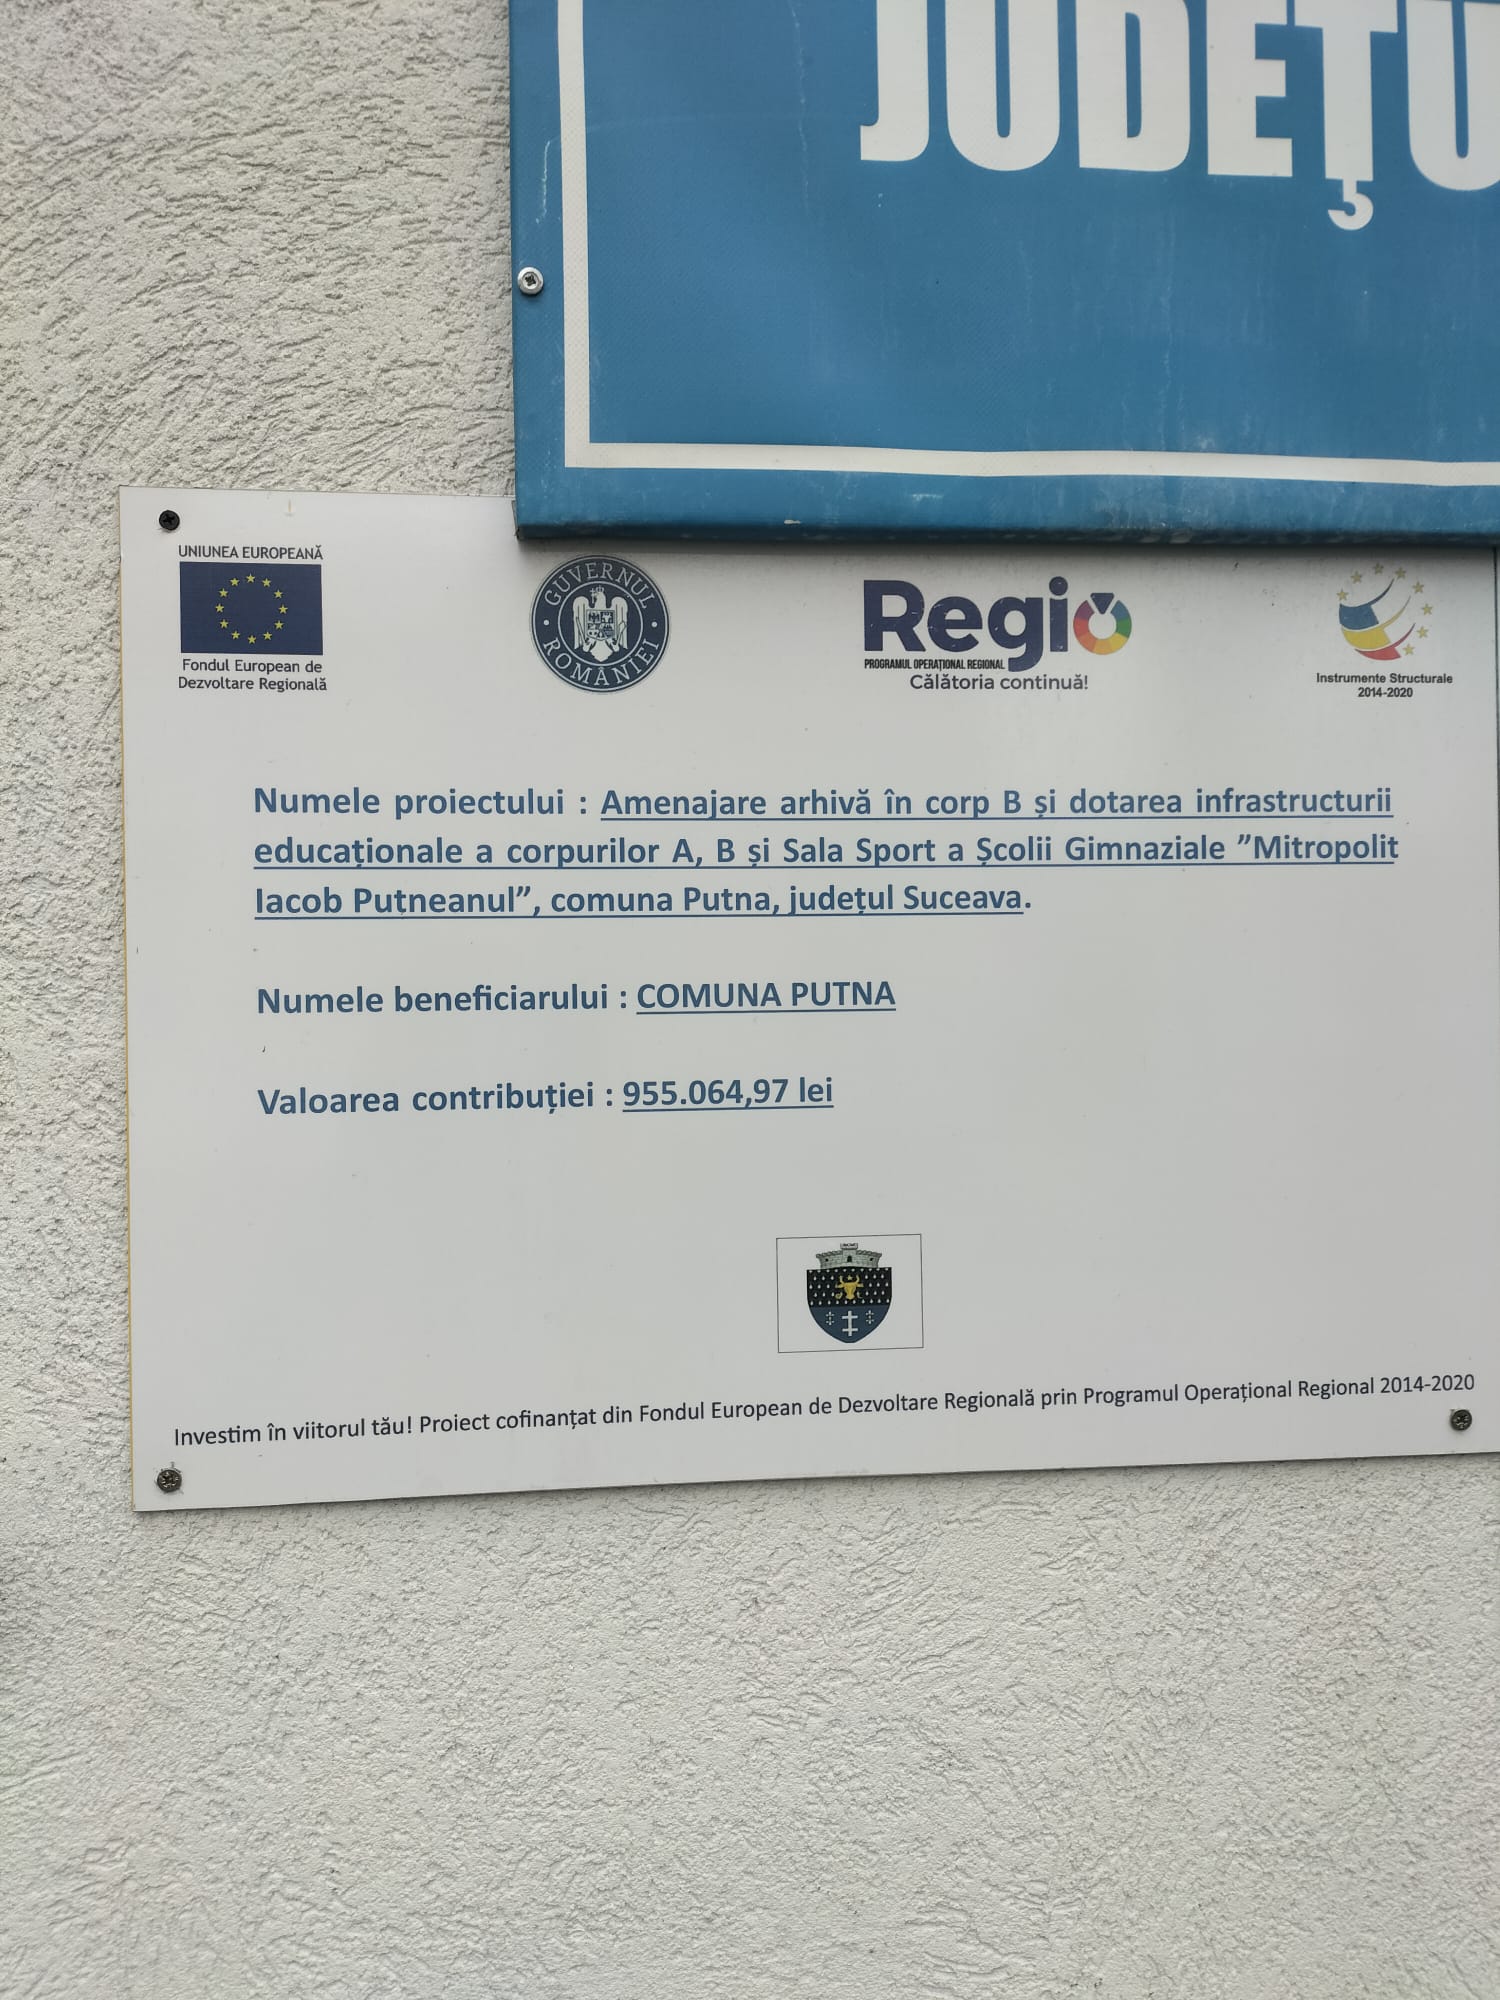 JUDEȚU
UNIUNEA EUROPEANĂ
Fondul European de
Dezvoltare Regională
GUVERNUL
ROMÂNIEI
Regio
PROGRAMUL OPERAȚIONAL REGIONAL
Călătoria continuă!
Instrumente Structurale
2014-2020
Numele proiectului : Amenajare arhivă în corp B și dotarea infrastructurii
educaționale a corpurilor A, B și Sala Sport a Școlii Gimnaziale ”Mitropolit
Iacob Putneanul”, comuna Putna, județul Suceava.
Numele beneficiarului : COMUNA PUTNA
Valoarea contribuției : 955.064,97 lei
Investim în viitorul tău! Proiect cofinanțat din Fondul European de Dezvoltare Regională prin Programul Operațional Regional 2014-2020